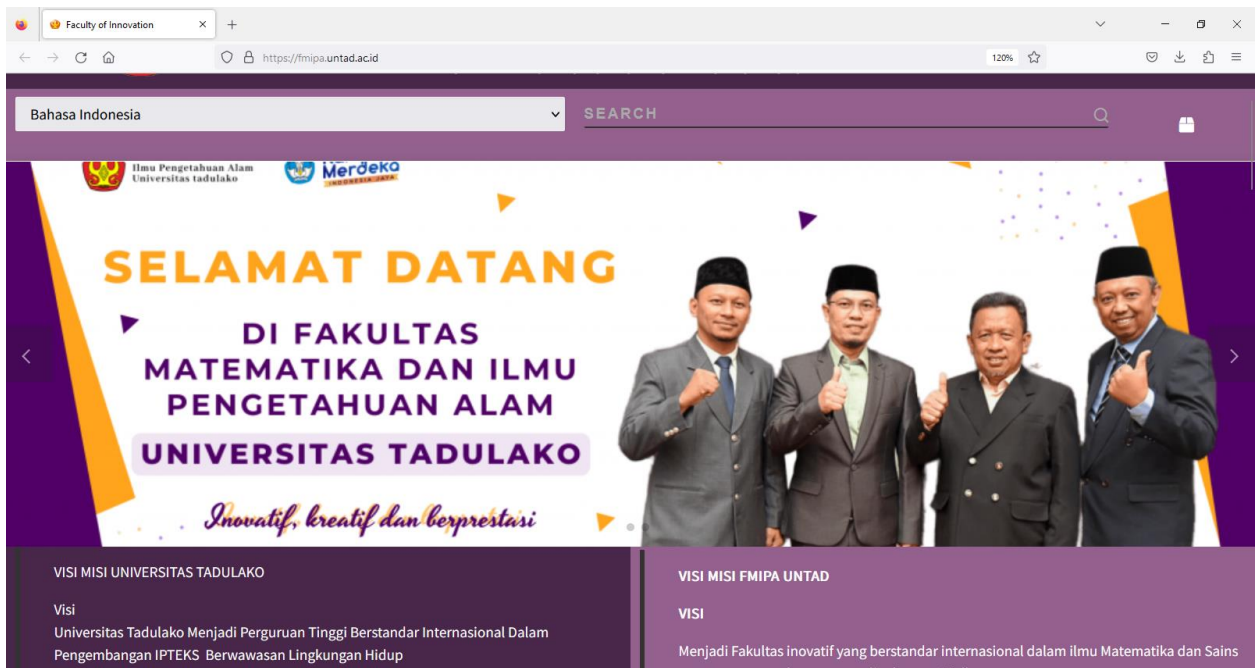 Faculty of Innovation
https://fmipa.untad.ac.id
120%
Bahasa Indonesia
SEARCH
Ilmu Pengetahuan Alam
Universitas tadulako
Merdeka
INDONESIA JAYA
SELAMAT DATANG
DI FAKULTAS
MATEMATIKA DAN ILMU
PENGETAHUAN ALAM
UNIVERSITAS TADULAKO
Inovatif, kreatif dan berprestasi
VISI MISI UNIVERSITAS TADULAKO
Visi
Universitas Tadulako Menjadi Perguruan Tinggi Berstandar Internasional Dalam
Pengembangan IPTEKS Berwawasan Lingkungan Hidup
VISI MISI FMIPA UNTAD
VISI
Menjadi Fakultas inovatif yang berstandar internasional dalam ilmu Matematika dan Sains